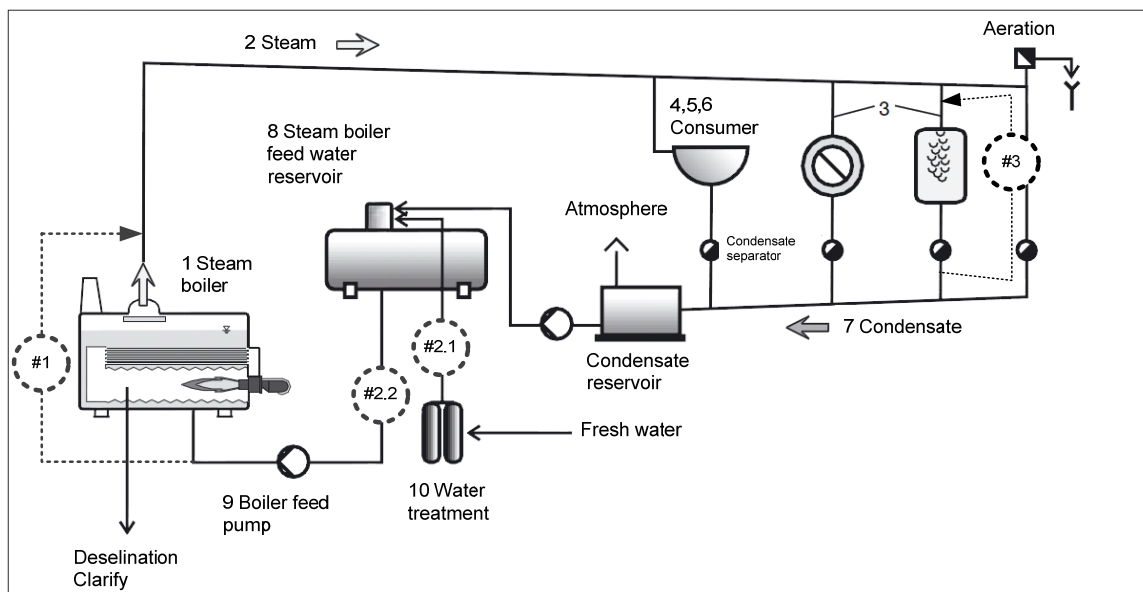 Aeration
2 Steam
4,5,6
Consumer
3
8 Steam boiler
feed water
reservoir
#3
Atmosphere
Condensate
separator
1 Steam
boiler
7 Condensate
#1
#2.1
Condensate
reservoir
#2.2
Fresh water
9 Boiler feed
pump
10 Water
treatment
Deselination
Clarify